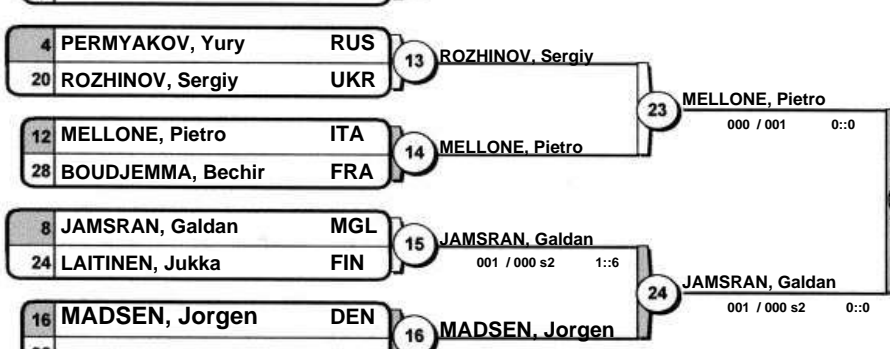 4 PERMYAKOV, Yury RUS
20 ROZHINOV, Sergiy UKR
13 ROZHINOV, Sergiy
12 MELLONE, Pietro ITA
28 BOUDJEMMA, Bechir FRA
14 MELLONE, Pietro
23 MELLONE, Pietro
000 / 001 0::0
8 JAMSRAN, Galdan MGL
24 LAITINEN, Jukka FIN
15 JAMSRAN, Galdan
001 / 000 s2 1::6
16 MADSEN, Jorgen DEN
16 MADSEN, Jorgen
24 JAMSRAN, Galdan
001 / 000 s2 0::0